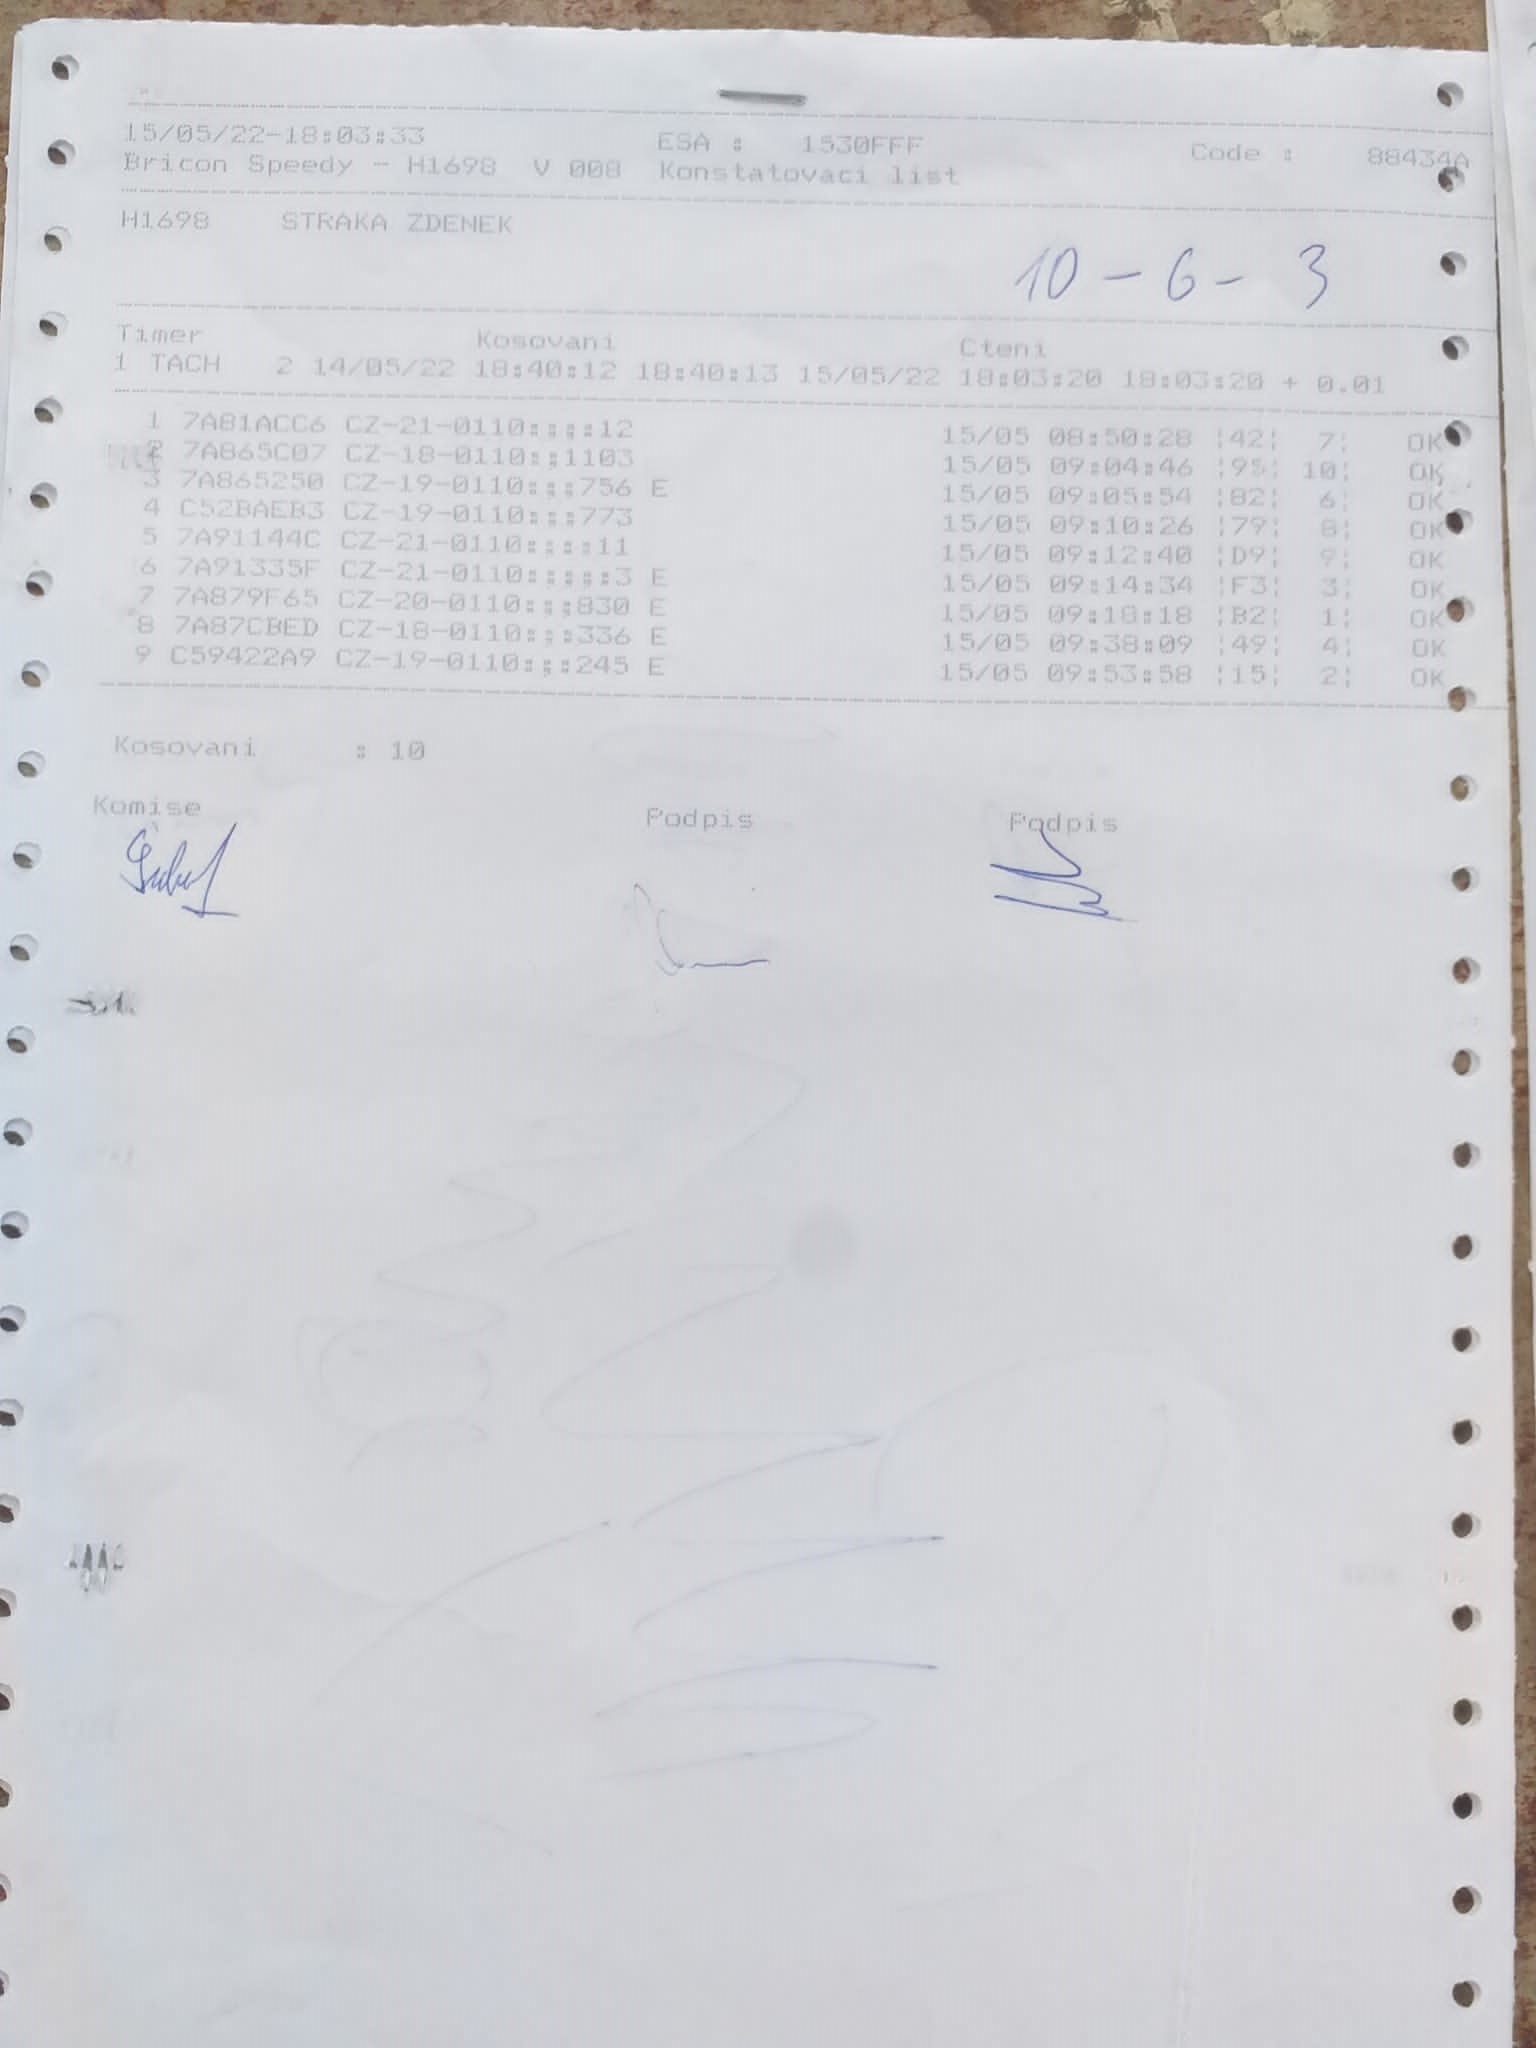 15/05/22-18:03:33 ESA : 1530FFF Code : 88434A
Bricon Speedy - H1698 V 008 Konstatovaci list
H1698 STRAKA ZDENEK
10 - 6 - 3
Timer Kosovani Cteni
1 TACH 2 14/05/22 18:40:12 18:40:13 15/05/22 18:03:20 18:03:20 + 0.01
1 7A81ACC6 CZ-21-0110:;;:12 15/05 08:50:28 ¦42¦ 7¦ OK
2 7A865C07 CZ-18-0110:;1103 15/05 09:04:46 ¦95¦ 10¦ OK
3 7A865250 CZ-19-0110:;;756 E 15/05 09:05:54 ¦82¦ 6¦ OK
4 C52BAEB3 CZ-19-0110:;;773 15/05 09:10:26 ¦79¦ 8¦ OK
5 7A91144C CZ-21-0110:;;:11 15/05 09:12:40 ¦D9¦ 9¦ OK
6 7A91335F CZ-21-0110:;;;:3 E 15/05 09:14:34 ¦F3¦ 3¦ OK
7 7A879F65 CZ-20-0110:;;830 E 15/05 09:18:18 ¦B2¦ 1¦ OK
8 7A87CBED CZ-18-0110:;:336 E 15/05 09:38:09 ¦49¦ 4¦ OK
9 C59422A9 CZ-19-0110:;:245 E 15/05 09:53:58 ¦15¦ 2¦ OK
Kosovani : 10
Komise Podpis Podpis